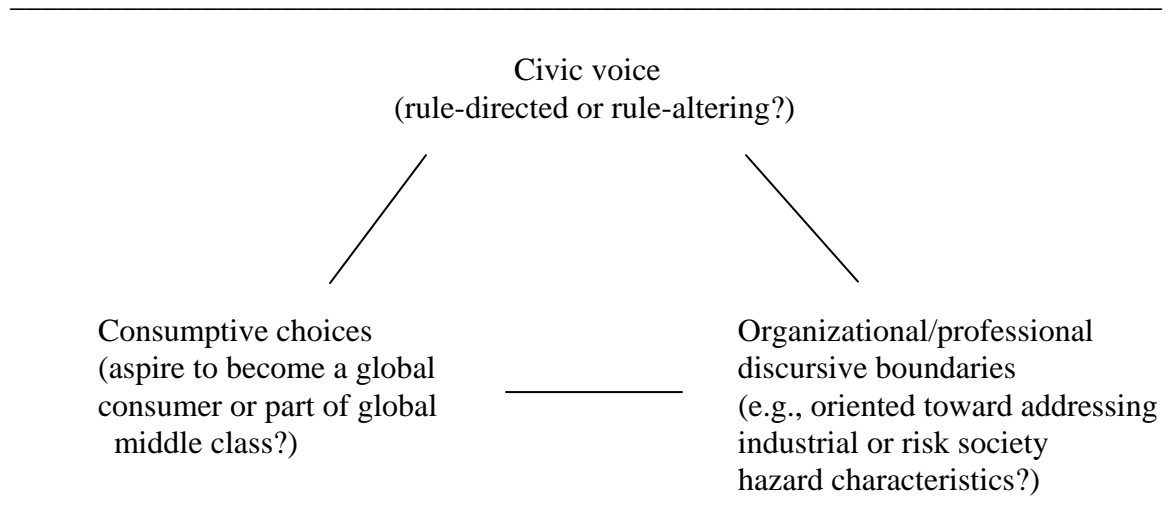 Civic voice
(rule-directed or rule-altering?)
Consumptive choices
(aspire to become a global
consumer or part of global
middle class?)
Organizational/professional
discursive boundaries
(e.g., oriented toward addressing
industrial or risk society
hazard characteristics?)